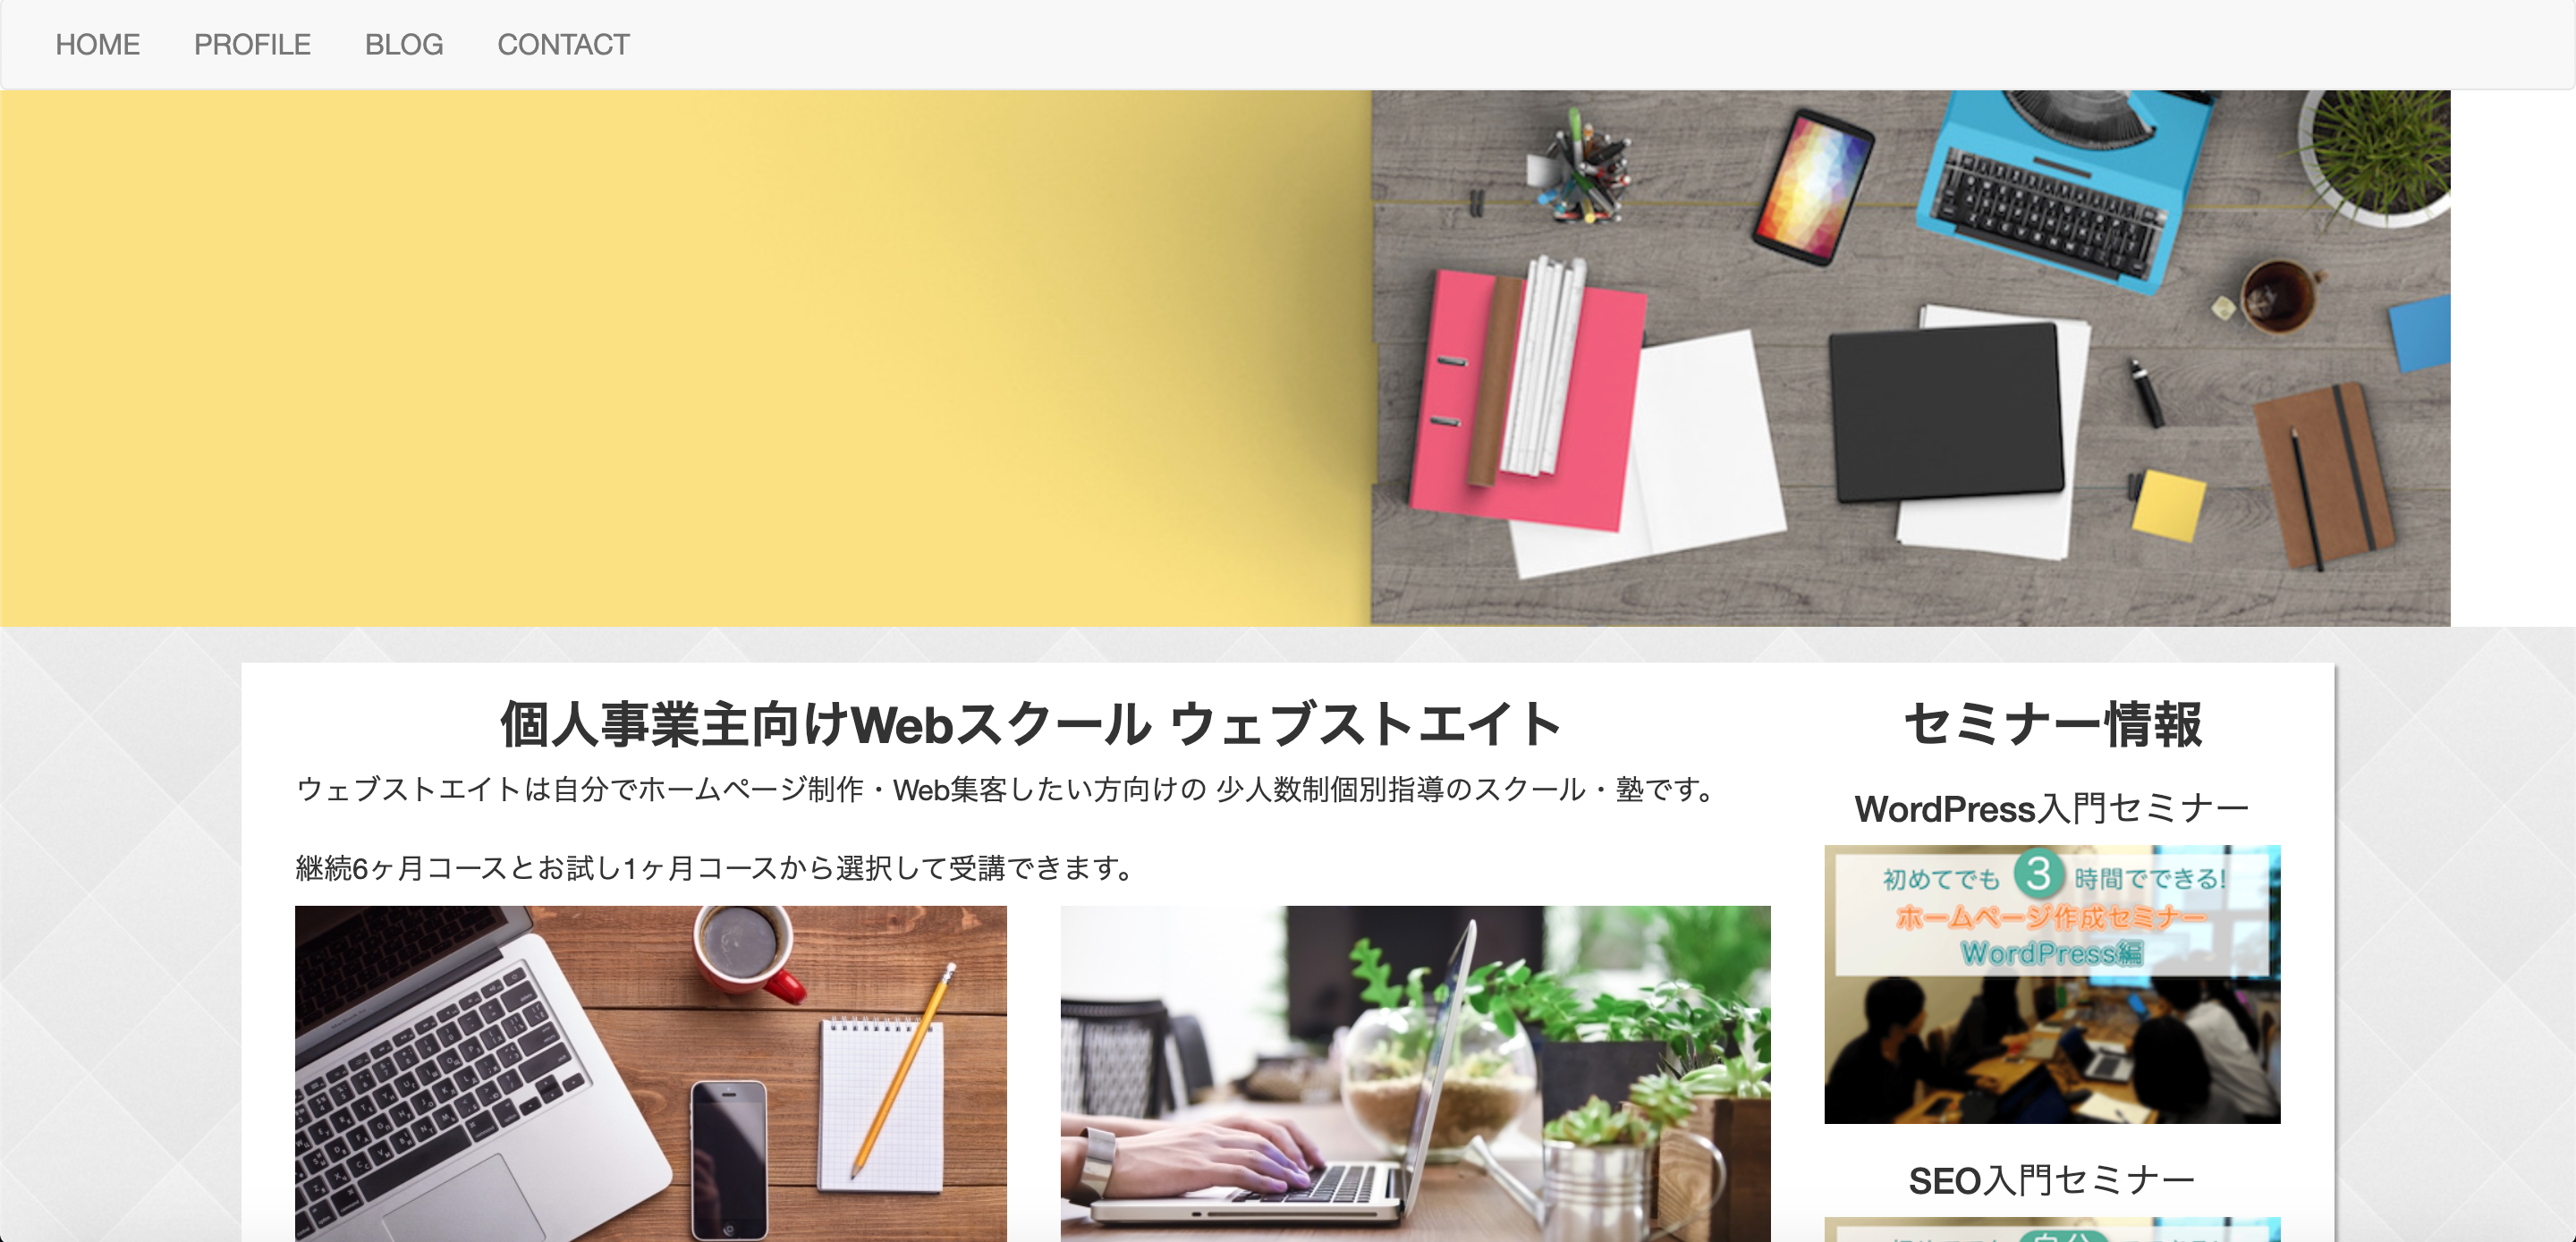 HOME PROFILE BLOG CONTACT
個人事業主向けWebスクール ウェブストエイト
ウェブストエイトは自分でホームページ制作・Web集客したい方向けの 少人数制個別指導のスクール・塾です。
継続6ヶ月コースとお試し1ヶ月コースから選択して受講できます。
セミナー情報
WordPress入門セミナー
初めてでも 3 時間でできる!
ホームページ作成セミナー
WordPress編
SEO入門セミナー